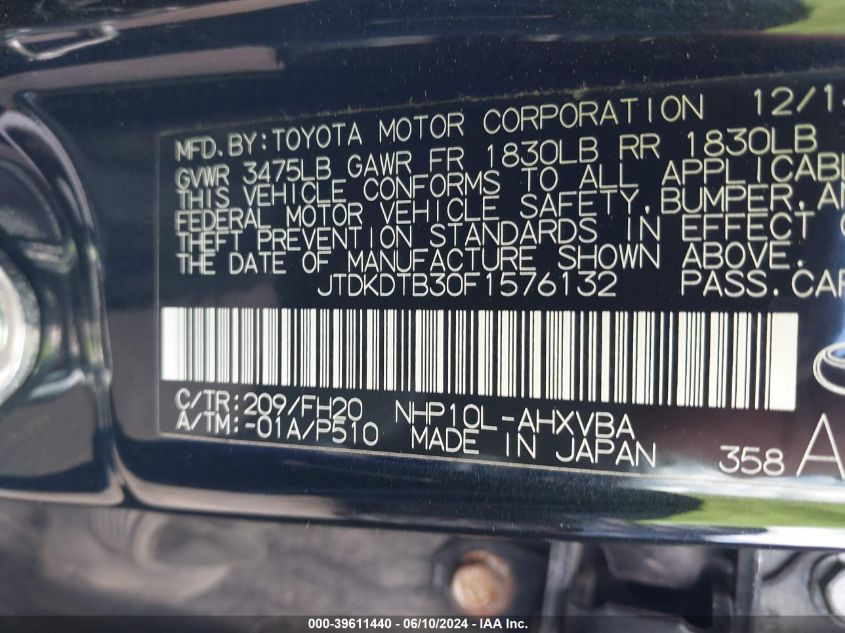 MFD. BY: TOYOTA MOTOR CORPORATION 12/14
GVWR 3475LB GAWR FR 1830LB RR 1830LB
THIS VEHICLE CONFORMS TO ALL APPLICABL
FEDERAL MOTOR VEHICLE SAFETY, BUMPER, AN
THEFT PREVENTION STANDARDS IN EFFECT O
THE DATE OF MANUFACTURE SHOWN ABOVE.
JTDKDTB30F1576132 PASS. CAR
C/TR: 209/FH20 NHP10L-AHXVBA
A/TM: -01A/P510 MADE IN JAPAN
358 A
000-39611440 - 06/10/2024 - IAA Inc.